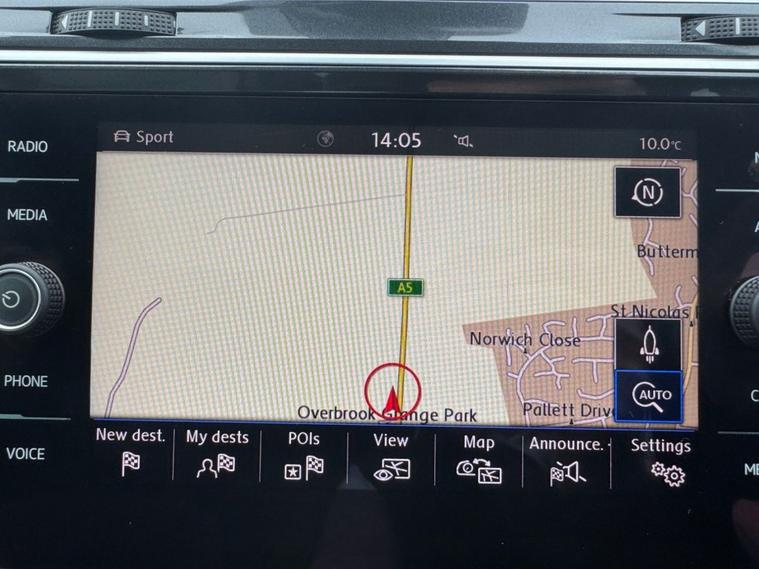 RADIO
MEDIA
PHONE
VOICE
Sport
14:05
10.0°C
N
A5
Butterm
St Nicolas
Norwich Close
AUTO
Overbrook Grange Park
Pallett Drive
New dest.
My dests
POIs
View
Map
Announce.
Settings